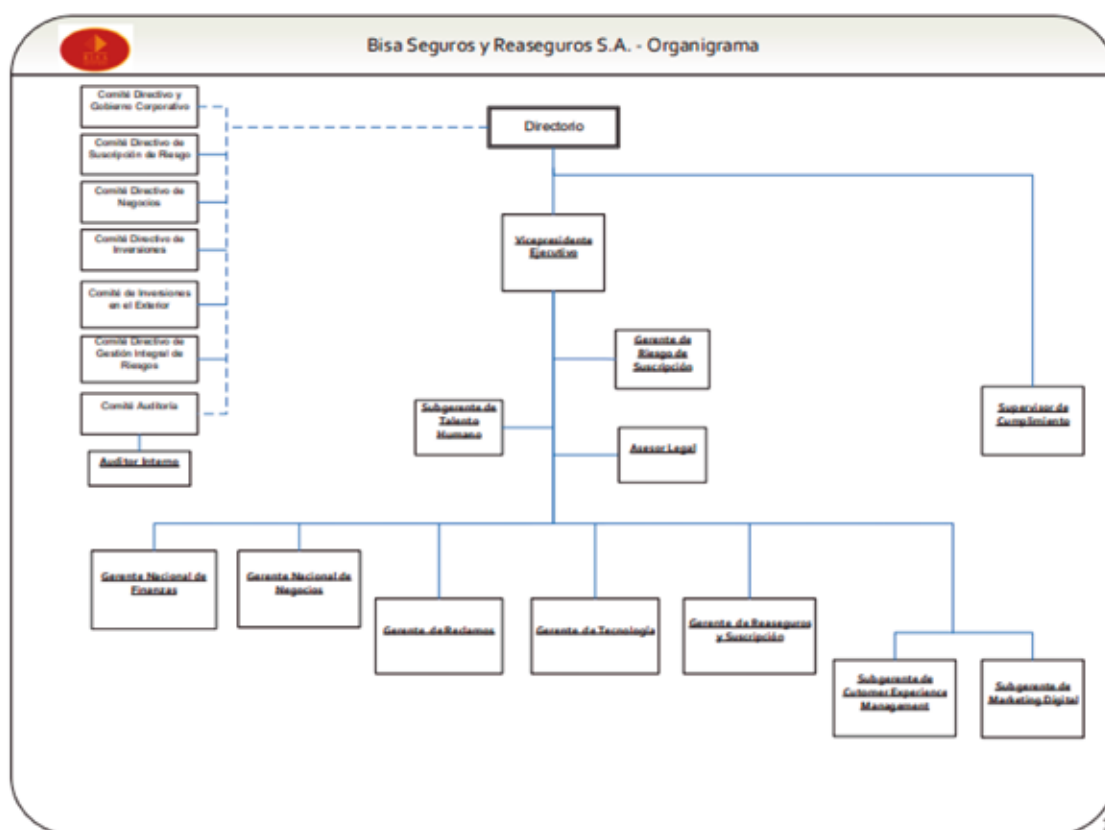 Bisa Seguros y Reaseguros S.A. - Organigrama
BISA
Comité Directivo y
Gobierno Corporativo
Comité Directivo de
Suscripción de Riesgo
Comité Directivo de
Negocios
Comité Directivo de
Inversiones
Comité de Inversiones
en el Exterior
Comité Directivo de
Gestión Integral de
Riesgos
Comité Auditoría
Auditor Interno
Directorio
Vicepresidente
Ejecutivo
Gerente de
Riesgo de
Suscripción
Subgerente de
Talento
Humano
Asesor Legal
Supervisor de
Cumplimiento
Gerente Nacional de
Finanzas
Gerente Nacional de
Negocios
Gerente de Reclamos
Gerente de Tecnología
Gerente de Reaseguros
y Suscripción
Subgerente de
Cutomer Experience
Management
Subgerente de
Marketing Digital